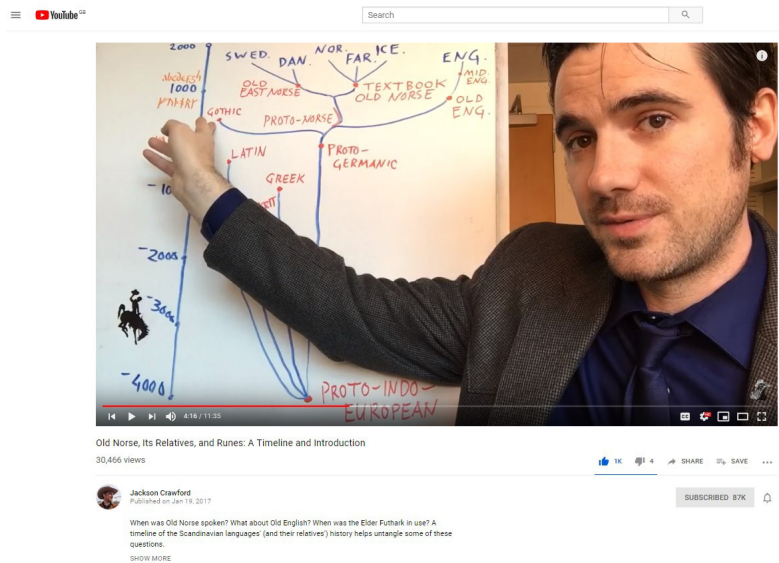 YouTube GB
Search
2000
SWED.
DAN.
NOR.
FAR.
ICE.
ENG.
MID. ENG.
1000
OLD
EAST NORSE
TEXTBOOK
OLD NORSE
OLD
ENG.
GOTHIC
PROTO-NORSE
LATIN
PROTO-
GERMANIC
GREEK
-2000
-4000
PROTO-INDO-
EUROPEAN
4:16 / 11:35
Old Norse, Its Relatives, and Runes: A Timeline and Introduction
30,466 views
1K
4
SHARE
SAVE
Jackson Crawford
Published on Jan 19, 2017
SUBSCRIBED 87K
When was Old Norse spoken? What about Old English? When was the Elder Futhark in use? A
timeline of the Scandinavian languages' (and their relatives') history helps untangle some of these
questions.
SHOW MORE